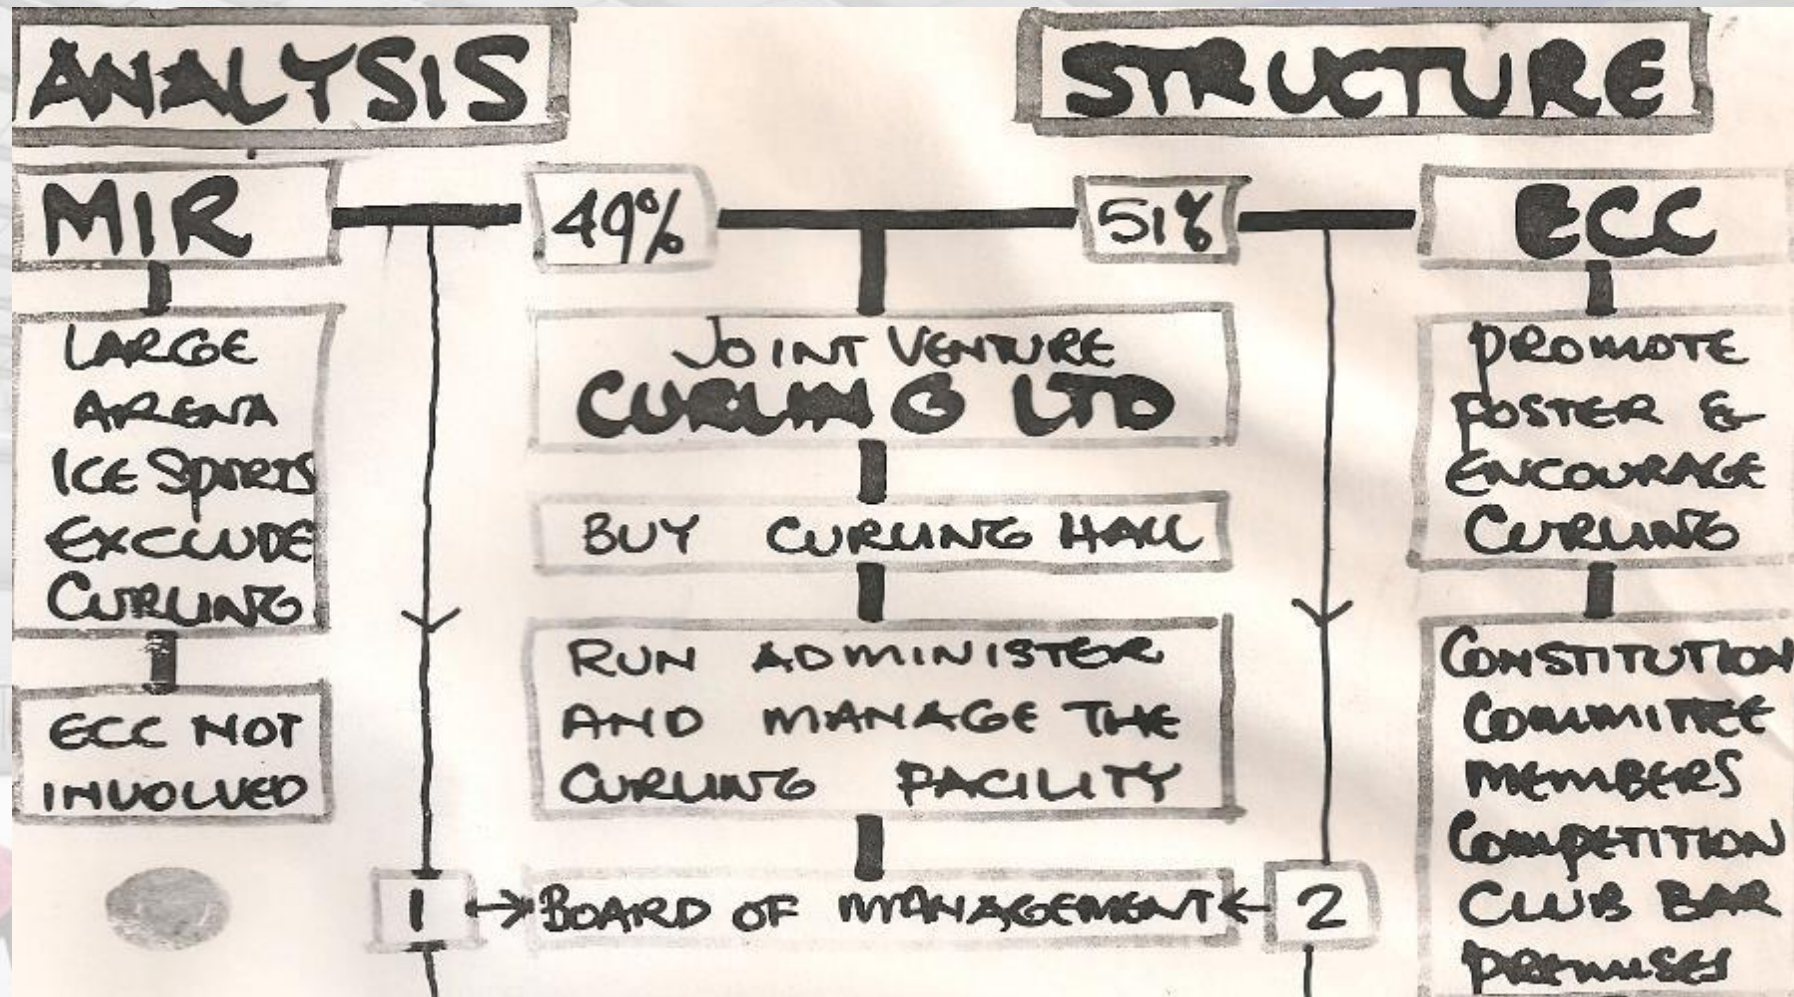 ANALYSIS
STRUCTURE
MIR
49%
51%
ECC
LARGE
ARENA
ICE SPORTS
EXCLUDE
CURLING
ECC NOT
INVOLVED
JOINT VENTURE
CURLING LTD
BUY CURLING HALL
RUN ADMINISTER
AND MANAGE THE
CURLING FACILITY
1
BOARD OF MANAGEMENT
2
PROMOTE
FOSTER &
ENCOURAGE
CURLING
CONSTITUTION
COMMITTEE
MEMBERS
COMPETITION
CLUB BAR
PREMISES